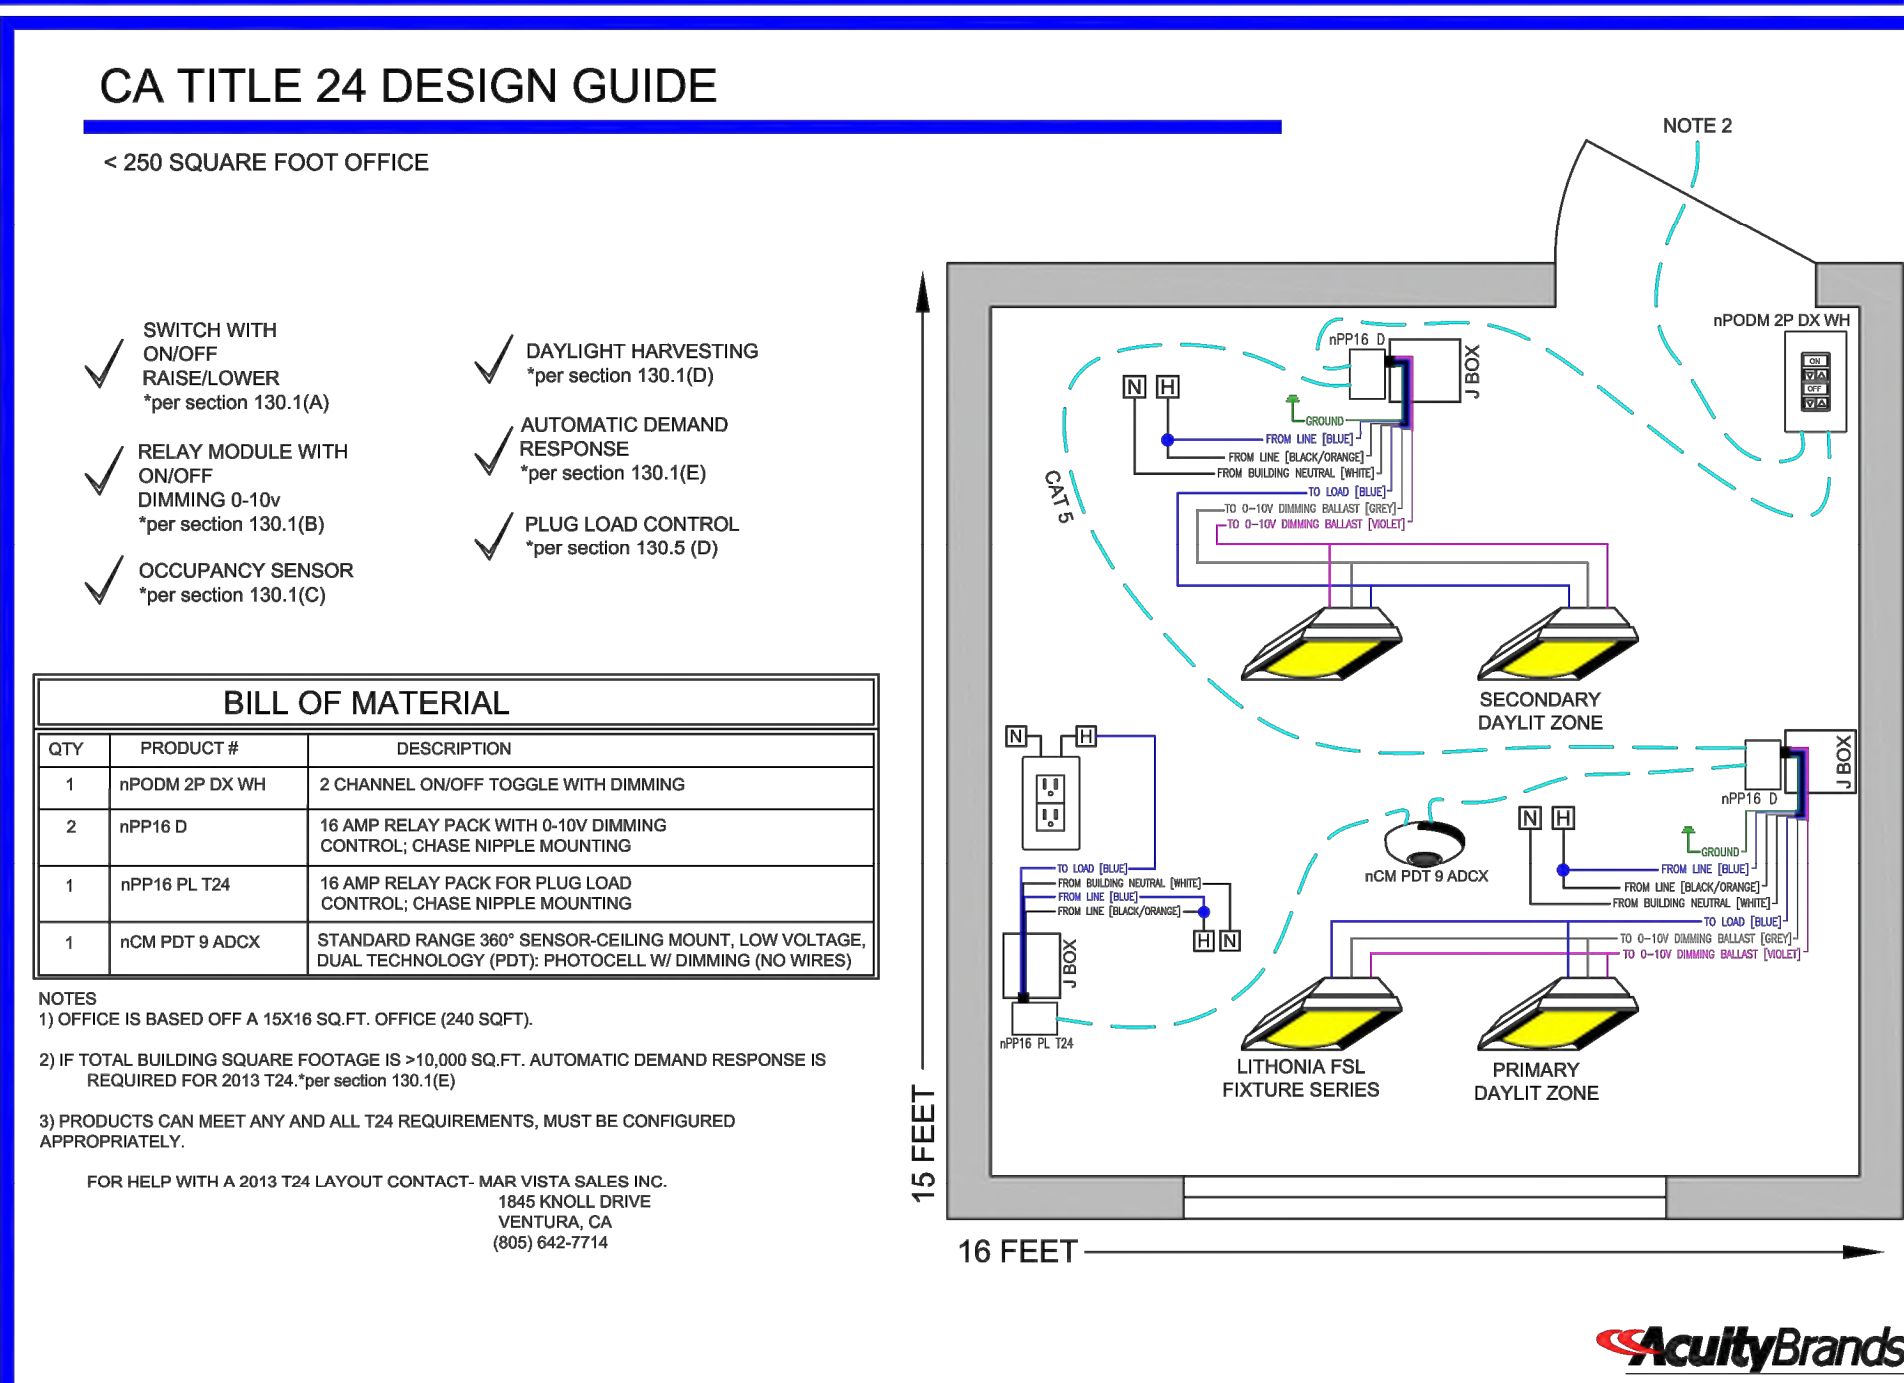 CA TITLE 24 DESIGN GUIDE
< 250 SQUARE FOOT OFFICE
SWITCH WITH
ON/OFF
RAISE/LOWER
*per section 130.1(A)
RELAY MODULE WITH
ON/OFF
DIMMING 0-10v
*per section 130.1(B)
OCCUPANCY SENSOR
*per section 130.1(C)
DAYLIGHT HARVESTING
*per section 130.1(D)
AUTOMATIC DEMAND
RESPONSE
*per section 130.1(E)
PLUG LOAD CONTROL
*per section 130.5 (D)
BILL OF MATERIAL
QTY PRODUCT # DESCRIPTION
1 nPODM 2P DX WH 2 CHANNEL ON/OFF TOGGLE WITH DIMMING
2 nPP16 D 16 AMP RELAY PACK WITH 0-10V DIMMING
CONTROL; CHASE NIPPLE MOUNTING
1 nPP16 PL T24 16 AMP RELAY PACK FOR PLUG LOAD
CONTROL; CHASE NIPPLE MOUNTING
1 nCM PDT 9 ADCX STANDARD RANGE 360° SENSOR-CEILING MOUNT, LOW VOLTAGE,
DUAL TECHNOLOGY (PDT): PHOTOCELL W/ DIMMING (NO WIRES)
NOTES
1) OFFICE IS BASED OFF A 15X16 SQ.FT. OFFICE (240 SQFT).
2) IF TOTAL BUILDING SQUARE FOOTAGE IS >10,000 SQ.FT. AUTOMATIC DEMAND RESPONSE IS
REQUIRED FOR 2013 T24.*per section 130.1(E)
3) PRODUCTS CAN MEET ANY AND ALL T24 REQUIREMENTS, MUST BE CONFIGURED
APPROPRIATELY.
FOR HELP WITH A 2013 T24 LAYOUT CONTACT- MAR VISTA SALES INC.
1845 KNOLL DRIVE
VENTURA, CA
(805) 642-7714
NOTE 2
nPODM 2P DX WH
ON
OFF
nPP16 D
J BOX
N H
GROUND
FROM LINE [BLUE]
FROM LINE [BLACK/ORANGE]
FROM BUILDING NEUTRAL [WHITE]
TO LOAD [BLUE]
TO 0-10V DIMMING BALLAST [GREY]
TO 0-10V DIMMING BALLAST [VIOLET]
CAT 5
SECONDARY
DAYLIT ZONE
N H
TO LOAD [BLUE]
FROM BUILDING NEUTRAL [WHITE]
FROM LINE [BLUE]
FROM LINE [BLACK/ORANGE]
H N
J BOX
nPP16 PL T24
nCM PDT 9 ADCX
J BOX
nPP16 D
N H
GROUND
FROM LINE [BLUE]
FROM LINE [BLACK/ORANGE]
FROM BUILDING NEUTRAL [WHITE]
TO LOAD [BLUE]
TO 0-10V DIMMING BALLAST [GREY]
TO 0-10V DIMMING BALLAST [VIOLET]
LITHONIA FSL
FIXTURE SERIES
PRIMARY
DAYLIT ZONE
15 FEET
16 FEET
AcuityBrands